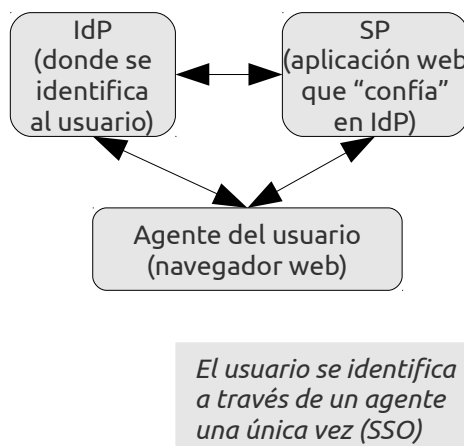 IdP
(donde se
identifica
al usuario)
SP
(aplicación web
que “confía”
en IdP)
Agente del usuario
(navegador web)
El usuario se identifica
a través de un agente
una única vez (SSO)